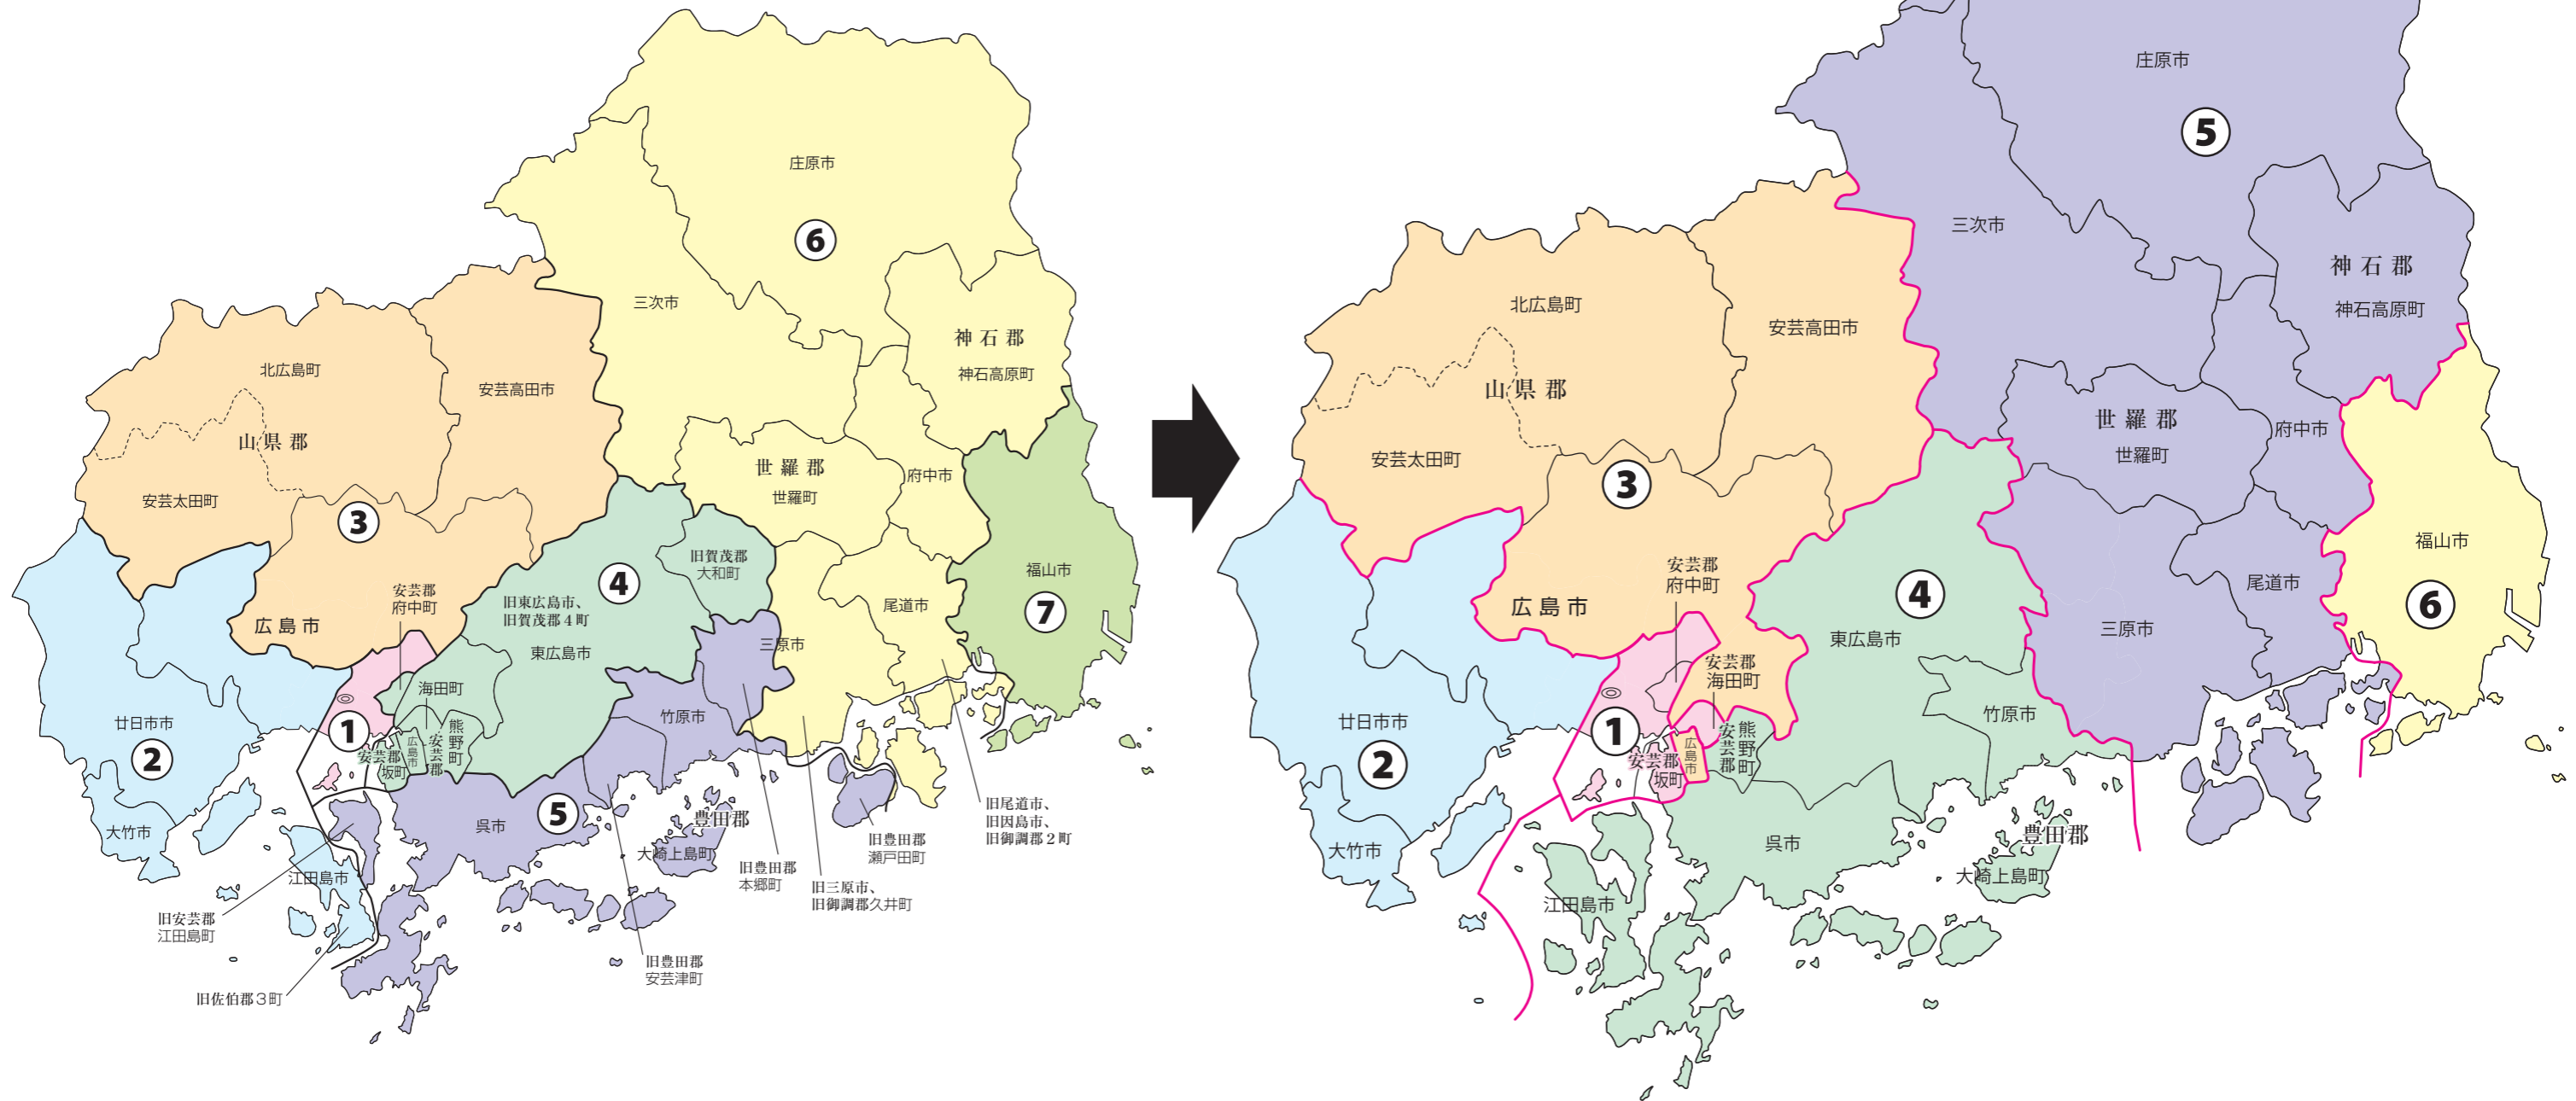 庄原市
6
三次市
神石郡
神石高原町
北広島町
安芸高田市
山県郡
世羅郡
世羅町
府中市
安芸太田町
3
旧賀茂郡
大和町
福山市
4
7
安芸郡
府中町
旧東広島市、
旧賀茂郡4町
尾道市
広島市
東広島市
三原市
海田町
安芸郡
熊野町
竹原市
廿日市市
1
2
安芸郡
坂町
広島市
大竹市
呉市
5
豊田郡
大崎上島町
江田島市
旧尾道市、
旧因島市、
旧御調郡2町
旧豊田郡
瀬戸田町
旧豊田郡
本郷町
旧三原市、
旧御調郡久井町
旧安芸郡
江田島町
旧豊田郡
安芸津町
旧佐伯郡3町
庄原市
5
三次市
神石郡
神石高原町
北広島町
安芸高田市
山県郡
世羅郡
世羅町
府中市
安芸太田町
3
福山市
安芸郡
府中町
4
尾道市
6
広島市
東広島市
三原市
安芸郡
海田町
廿日市市
竹原市
1
2
安芸郡
坂町
広島市
安芸郡
熊野町
大竹市
呉市
豊田郡
大崎上島町
江田島市